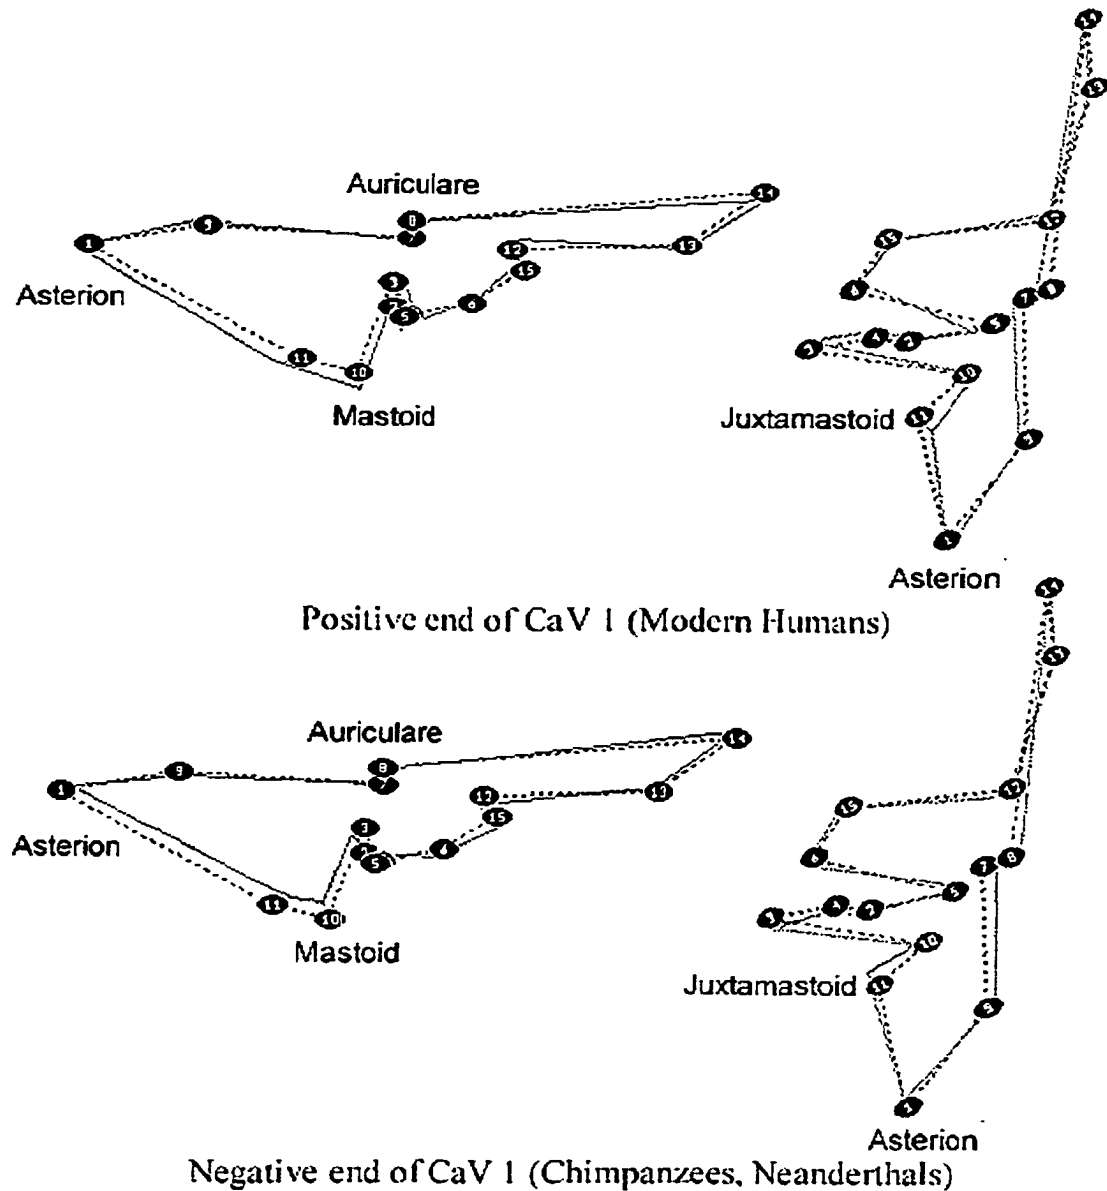 Auriculare
Asterion
Mastoid
Juxtamastoid
Asterion
Positive end of CaV 1 (Modern Humans)
Auriculare
Asterion
Mastoid
Juxtamastoid
Asterion
Negative end of CaV 1 (Chimpanzees, Neanderthals)